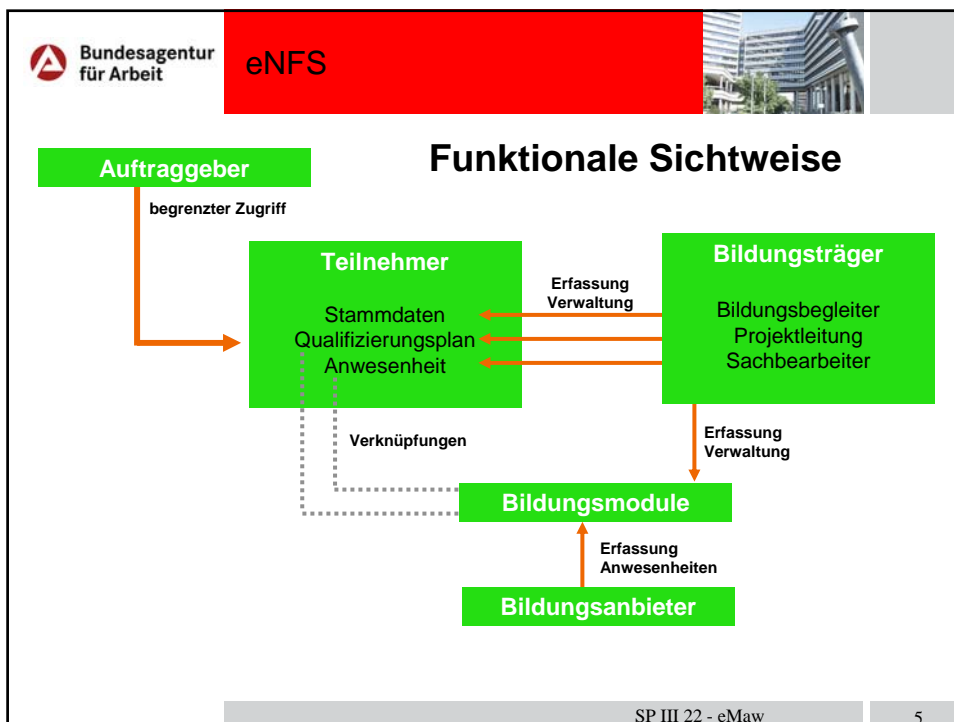 Bundesagentur
für Arbeit
eNFS
Funktionale Sichtweise
Auftraggeber
begrenzter Zugriff
Teilnehmer
Stammdaten
Qualifizierungsplan
Anwesenheit
Erfassung
Verwaltung
Bildungsträger
Bildungsbegleiter
Projektleitung
Sachbearbeiter
Verknüpfungen
Erfassung
Verwaltung
Bildungsmodule
Erfassung
Anwesenheiten
Bildungsanbieter
SP III 22 - eMaw
5